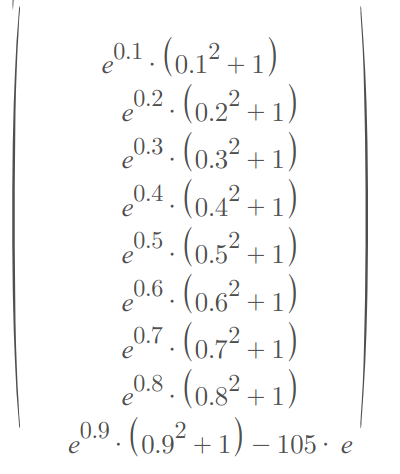 e^{0.1} · (0.1^2 + 1)
e^{0.2} · (0.2^2 + 1)
e^{0.3} · (0.3^2 + 1)
e^{0.4} · (0.4^2 + 1)
e^{0.5} · (0.5^2 + 1)
e^{0.6} · (0.6^2 + 1)
e^{0.7} · (0.7^2 + 1)
e^{0.8} · (0.8^2 + 1)
e^{0.9} · (0.9^2 + 1) − 105 · e